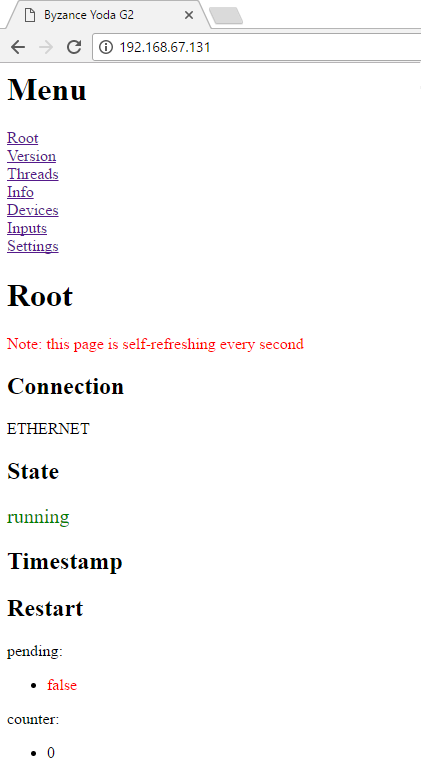 Byzance Yoda G2
192.168.67.131
Menu
Root
Version
Threads
Info
Devices
Inputs
Settings
Root
Note: this page is self-refreshing every second
Connection
ETHERNET
State
running
Timestamp
Restart
pending:
false
counter:
0